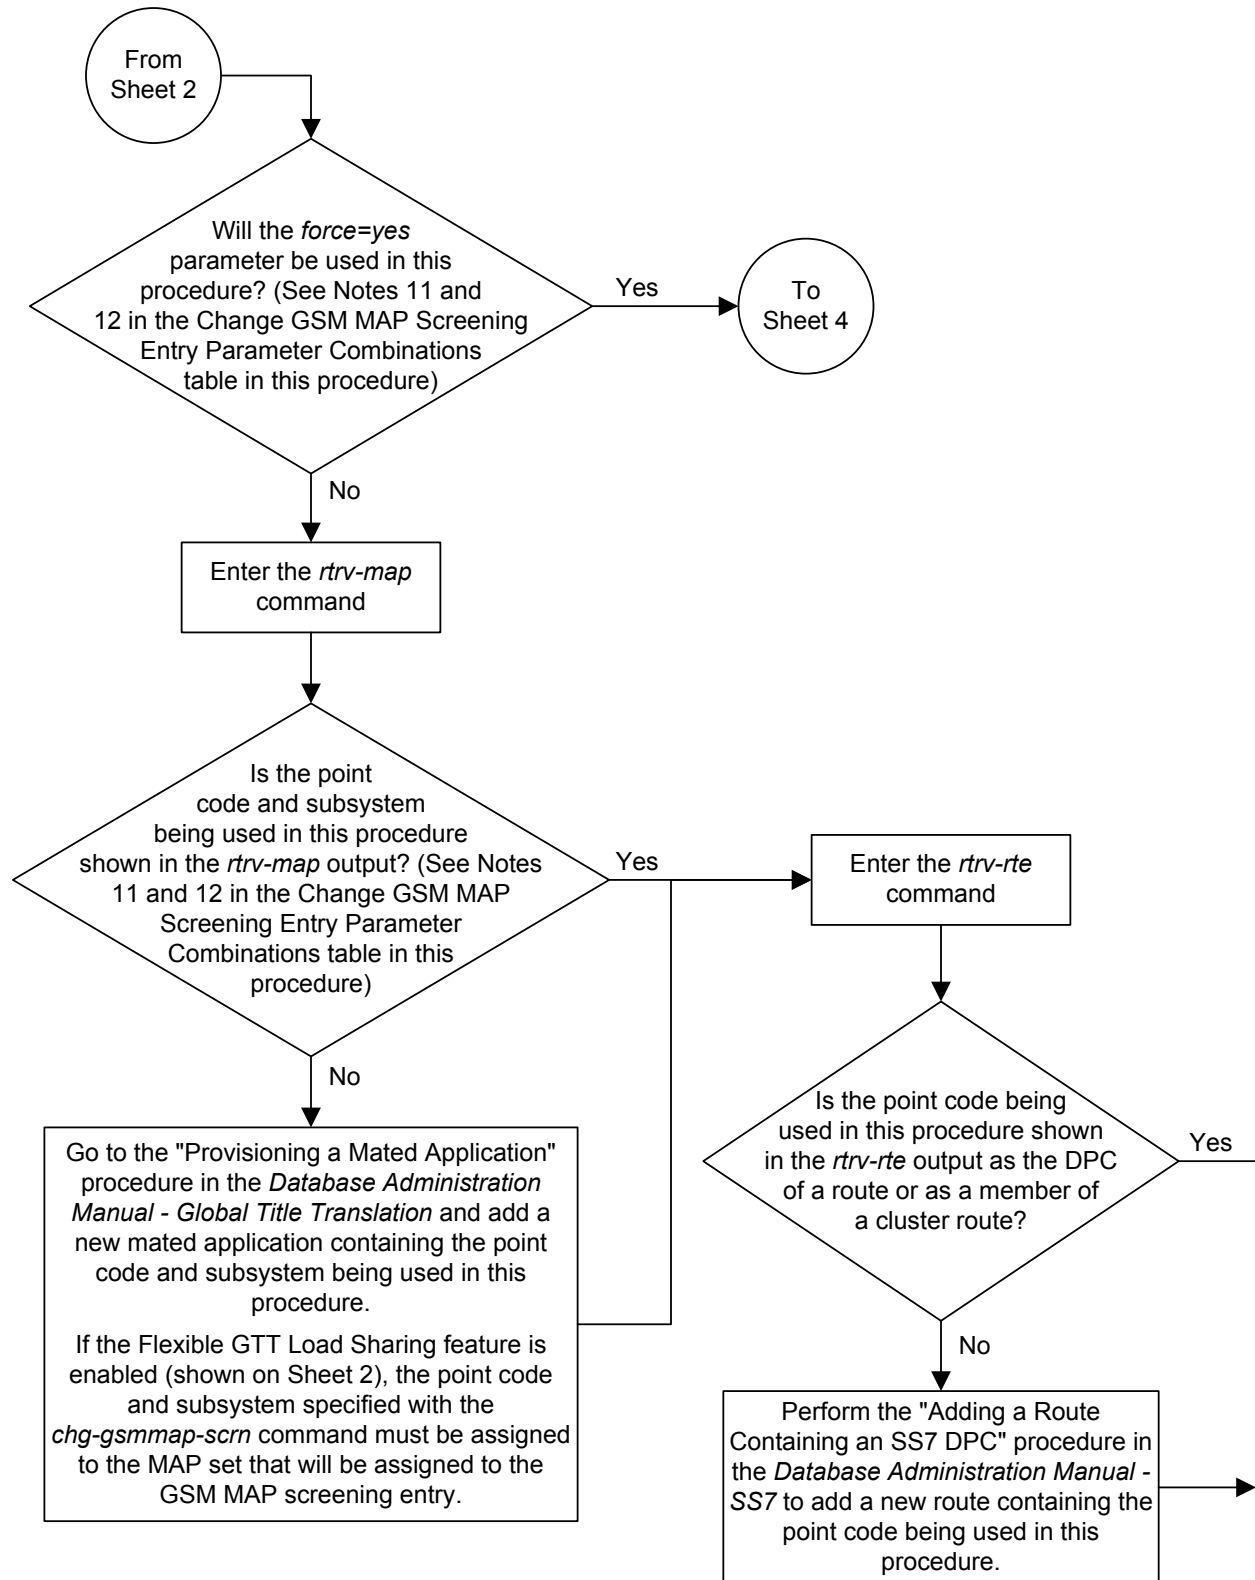 From
Sheet 2
Will the force=yes
parameter be used in this
procedure? (See Notes 11 and
12 in the Change GSM MAP Screening
Entry Parameter Combinations
table in this procedure)
Yes
To
Sheet 4
No
Enter the rtrv-map
command
Is the point
code and subsystem
being used in this procedure
shown in the rtrv-map output? (See Notes
11 and 12 in the Change GSM MAP
Screening Entry Parameter
Combinations table in this
procedure)
Yes
Enter the rtrv-rte
command
No
Go to the "Provisioning a Mated Application"
procedure in the Database Administration
Manual - Global Title Translation and add a
new mated application containing the point
code and subsystem being used in this
procedure.
If the Flexible GTT Load Sharing feature is
enabled (shown on Sheet 2), the point code
and subsystem specified with the
chg-gsmmap-scrn command must be assigned
to the MAP set that will be assigned to the
GSM MAP screening entry.
Is the point code being
used in this procedure shown
in the rtrv-rte output as the DPC
of a route or as a member of
a cluster route?
Yes
No
Perform the "Adding a Route
Containing an SS7 DPC" procedure in
the Database Administration Manual -
SS7 to add a new route containing the
point code being used in this
procedure.